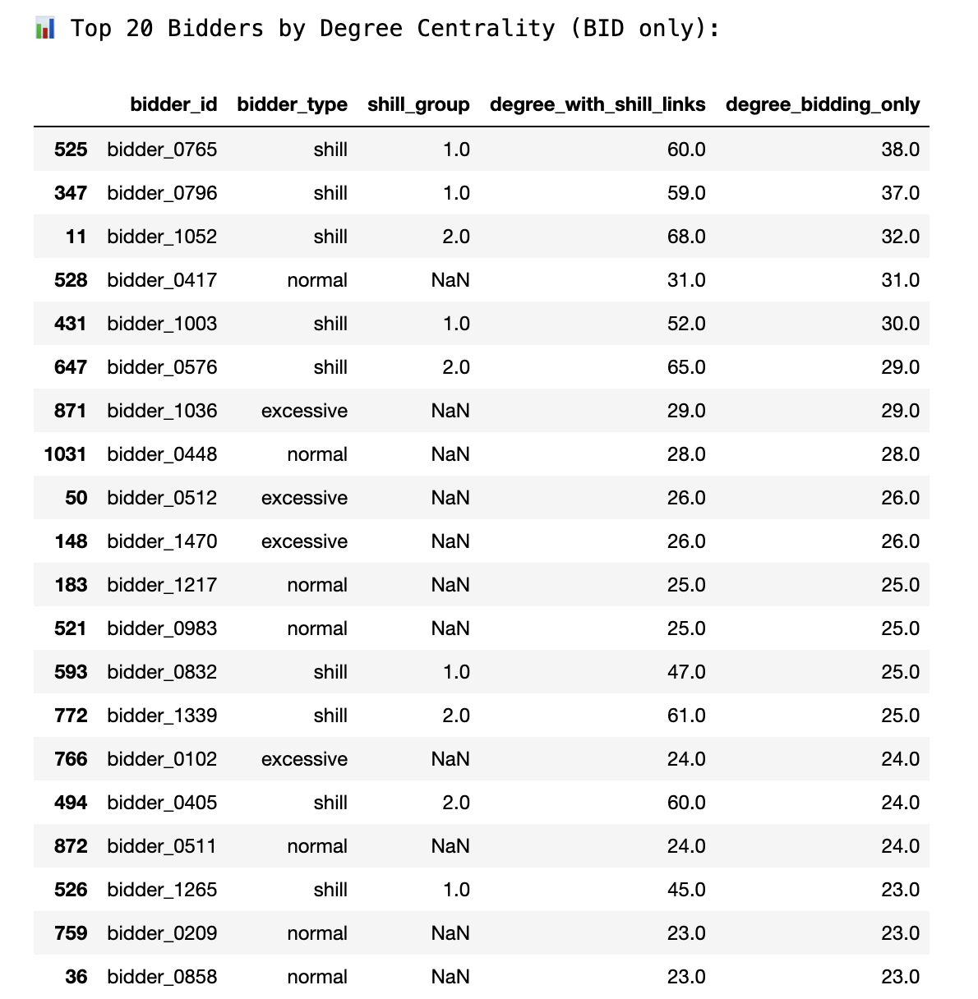 📊 Top 20 Bidders by Degree Centrality (BID only):
bidder_id bidder_type shill_group degree_with_shill_links degree_bidding_only
525 bidder_0765 shill 1.0 60.0 38.0
347 bidder_0796 shill 1.0 59.0 37.0
11 bidder_1052 shill 2.0 68.0 32.0
528 bidder_0417 normal NaN 31.0 31.0
431 bidder_1003 shill 1.0 52.0 30.0
647 bidder_0576 shill 2.0 65.0 29.0
871 bidder_1036 excessive NaN 29.0 29.0
1031 bidder_0448 normal NaN 28.0 28.0
50 bidder_0512 excessive NaN 26.0 26.0
148 bidder_1470 excessive NaN 26.0 26.0
183 bidder_1217 normal NaN 25.0 25.0
521 bidder_0983 normal NaN 25.0 25.0
593 bidder_0832 shill 1.0 47.0 25.0
772 bidder_1339 shill 2.0 61.0 25.0
766 bidder_0102 excessive NaN 24.0 24.0
494 bidder_0405 shill 2.0 60.0 24.0
872 bidder_0511 normal NaN 24.0 24.0
526 bidder_1265 shill 1.0 45.0 23.0
759 bidder_0209 normal NaN 23.0 23.0
36 bidder_0858 normal NaN 23.0 23.0